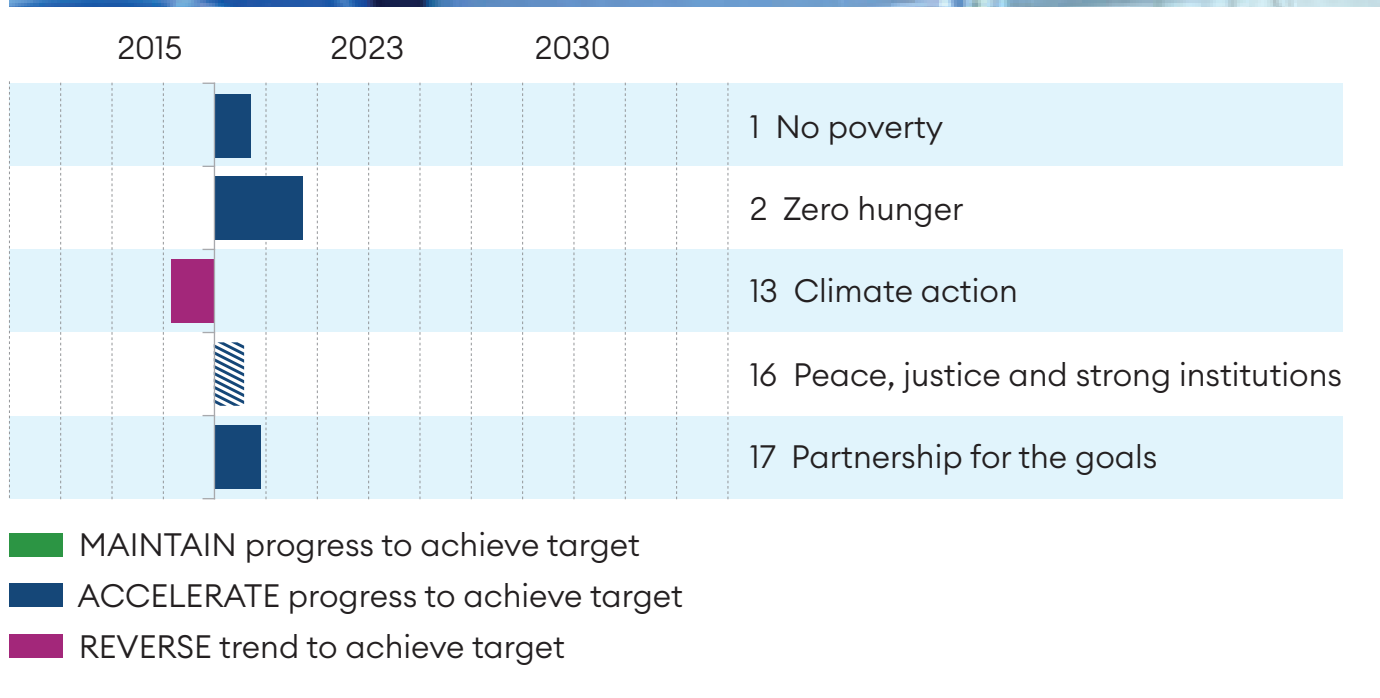 2015 2023 2030
1 No poverty
2 Zero hunger
13 Climate action
16 Peace, justice and strong institutions
17 Partnership for the goals
MAINTAIN progress to achieve target
ACCELERATE progress to achieve target
REVERSE trend to achieve target